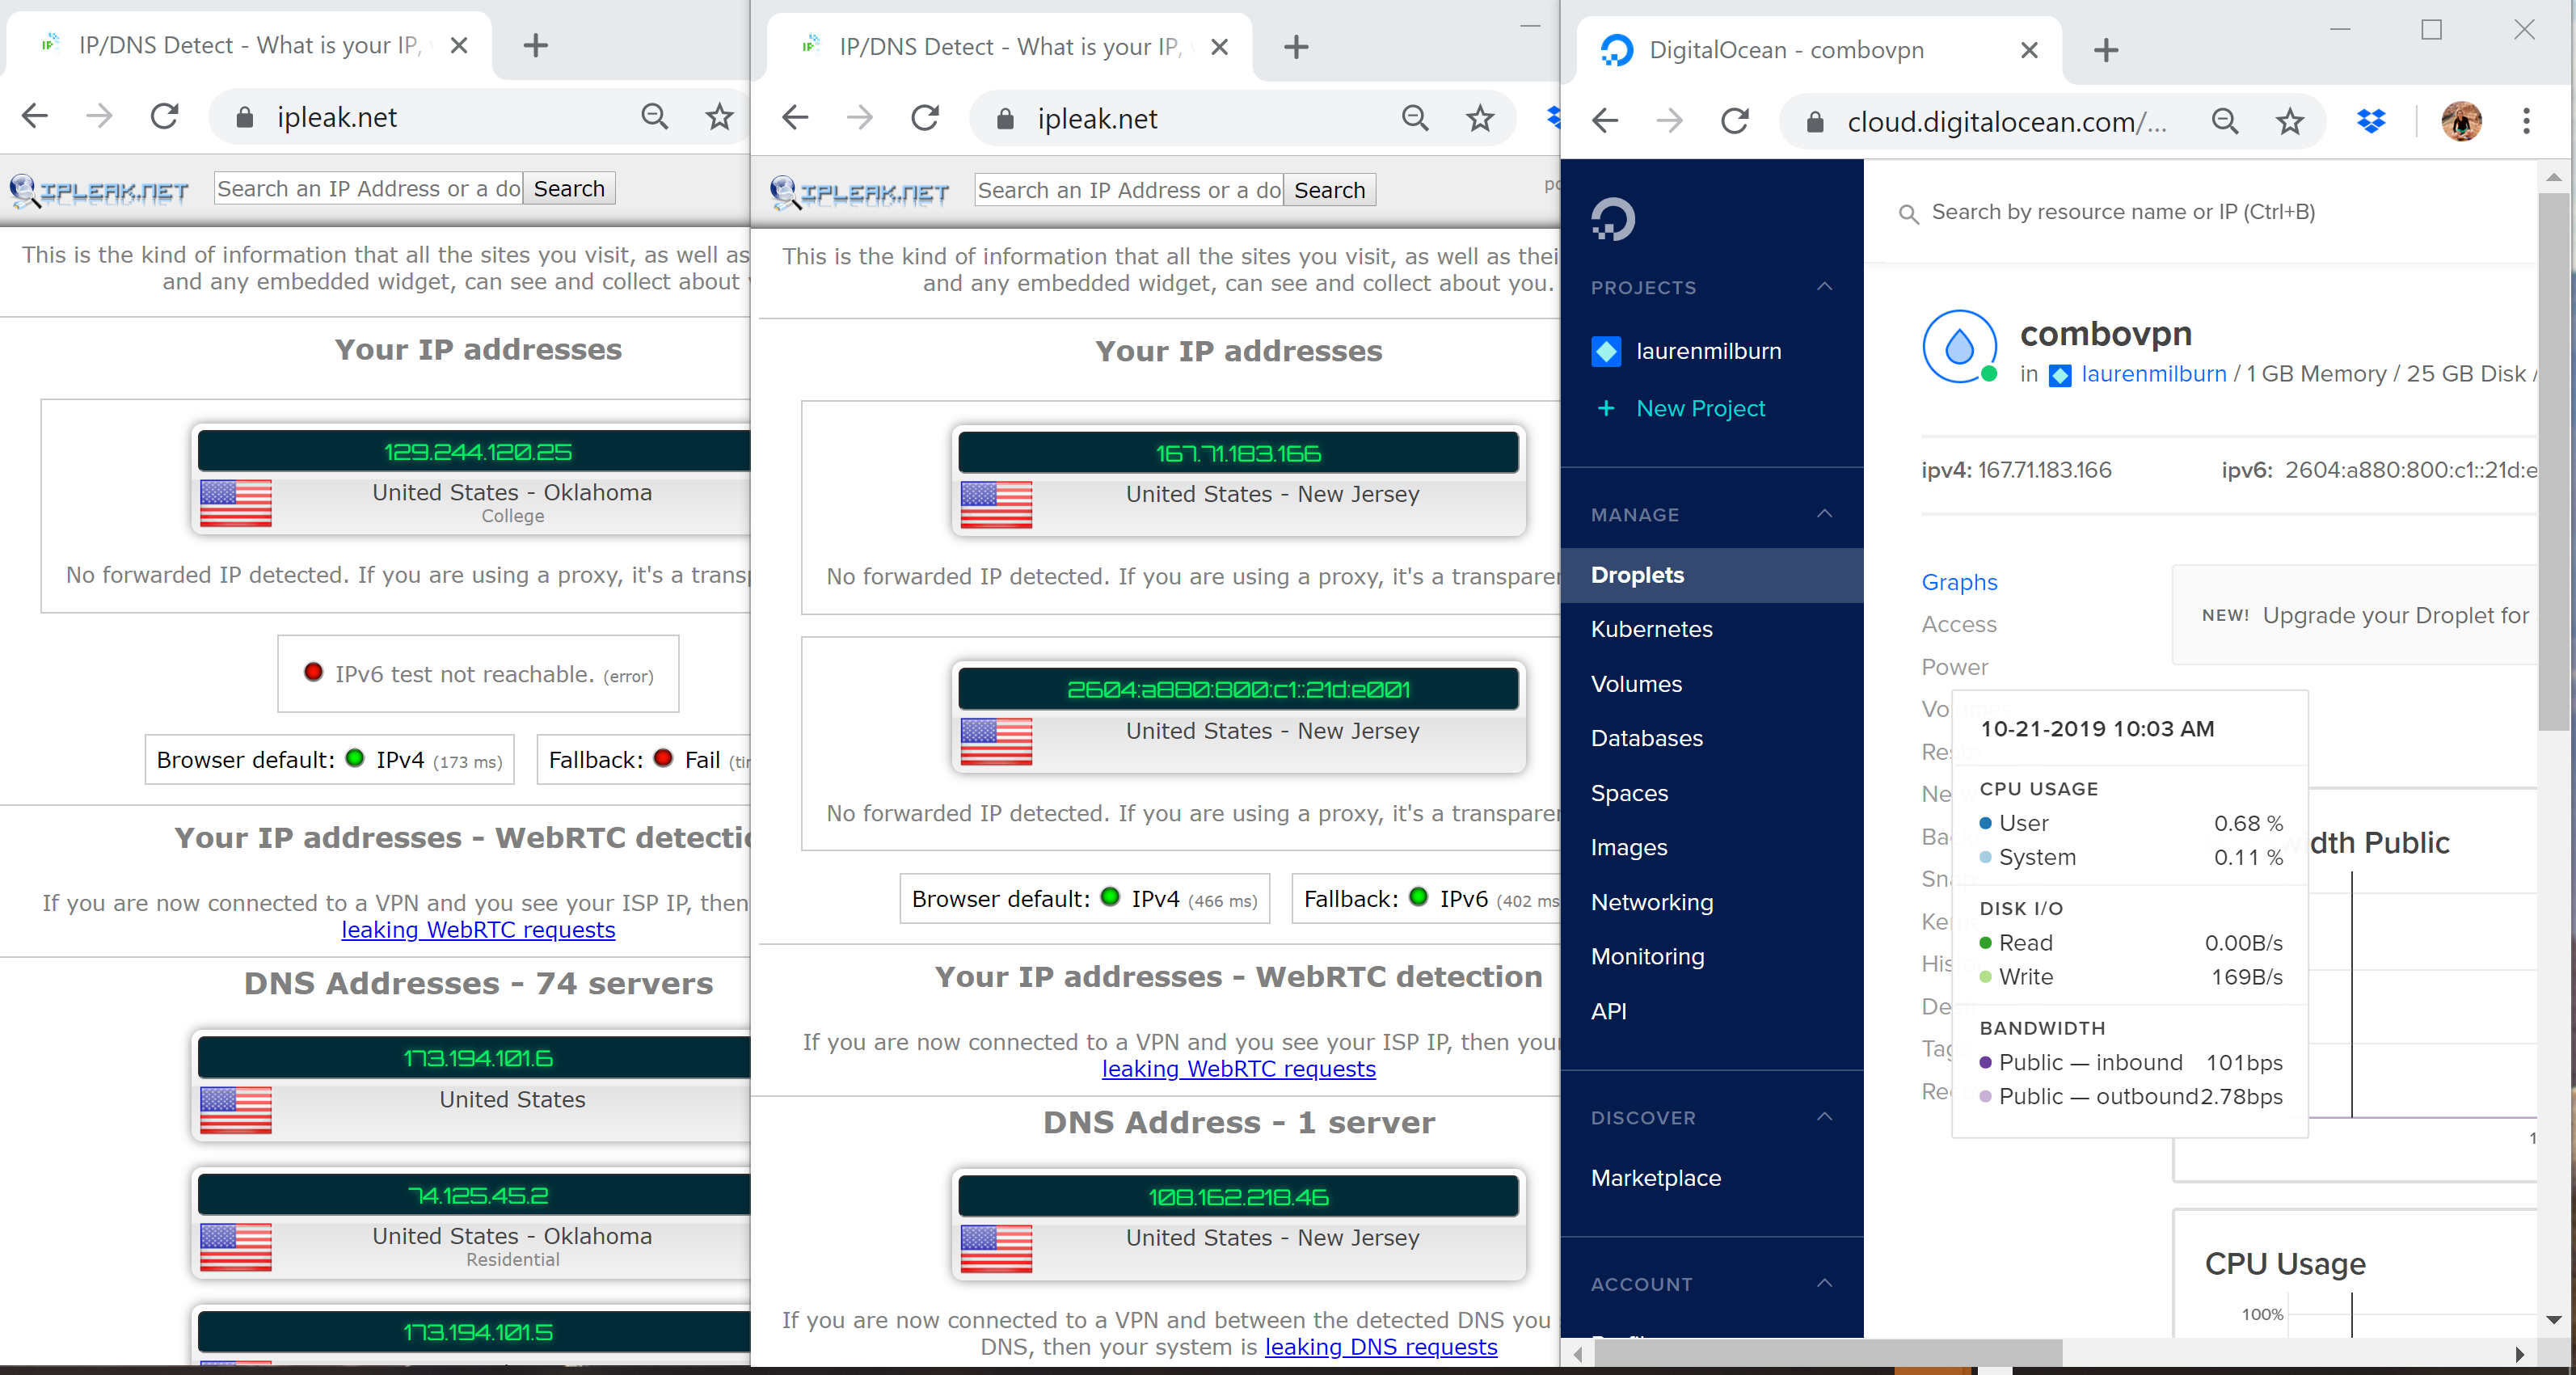 IP/DNS Detect - What is your IP,
ipleak.net
IPLEAK.NET
Search an IP Address or a do
Search
This is the kind of information that all the sites you visit, as well as
and any embedded widget, can see and collect about
Your IP addresses
129.244.120.25
United States - Oklahoma
College
No forwarded IP detected. If you are using a proxy, it's a transp
IPv6 test not reachable. (error)
Browser default: IPv4 (173 ms)
Fallback: Fail (tim
Your IP addresses - WebRTC detectio
If you are now connected to a VPN and you see your ISP IP, then
leaking WebRTC requests
DNS Addresses - 74 servers
173.194.101.6
United States
74.125.45.2
United States - Oklahoma
Residential
173.194.101.5
IP/DNS Detect - What is your IP,
ipleak.net
IPLEAK.NET
Search an IP Address or a do
Search
po
This is the kind of information that all the sites you visit, as well as thei
and any embedded widget, can see and collect about you.
Your IP addresses
167.71.183.166
United States - New Jersey
No forwarded IP detected. If you are using a proxy, it's a transparen
2604:a880:800:c1::21d:e001
United States - New Jersey
No forwarded IP detected. If you are using a proxy, it's a transparen
Browser default: IPv4 (466 ms)
Fallback: IPv6 (402 ms
Your IP addresses - WebRTC detection
If you are now connected to a VPN and you see your ISP IP, then your
leaking WebRTC requests
DNS Address - 1 server
108.162.218.46
United States - New Jersey
If you are now connected to a VPN and between the detected DNS you
DNS, then your system is leaking DNS requests
DigitalOcean - combovpn
cloud.digitalocean.com/...
PROJECTS
laurenmilburn
+ New Project
MANAGE
Droplets
Kubernetes
Volumes
Databases
Spaces
Images
Networking
Monitoring
API
DISCOVER
Marketplace
ACCOUNT
Search by resource name or IP (Ctrl+B)
combovpn
in laurenmilburn / 1 GB Memory / 25 GB Disk /
ipv4: 167.71.183.166
ipv6: 2604:a880:800:c1::21d:e
Graphs
Access
Power
Vo
Res
Ne
Ba
Sna
Ker
His
De
Tag
Rec
NEW! Upgrade your Droplet for
10-21-2019 10:03 AM
CPU USAGE
User 0.68 %
System 0.11 %
DISK I/O
Read 0.00B/s
Write 169B/s
BANDWIDTH
Public — inbound 101bps
Public — outbound 2.78bps
width Public
1
CPU Usage
100%